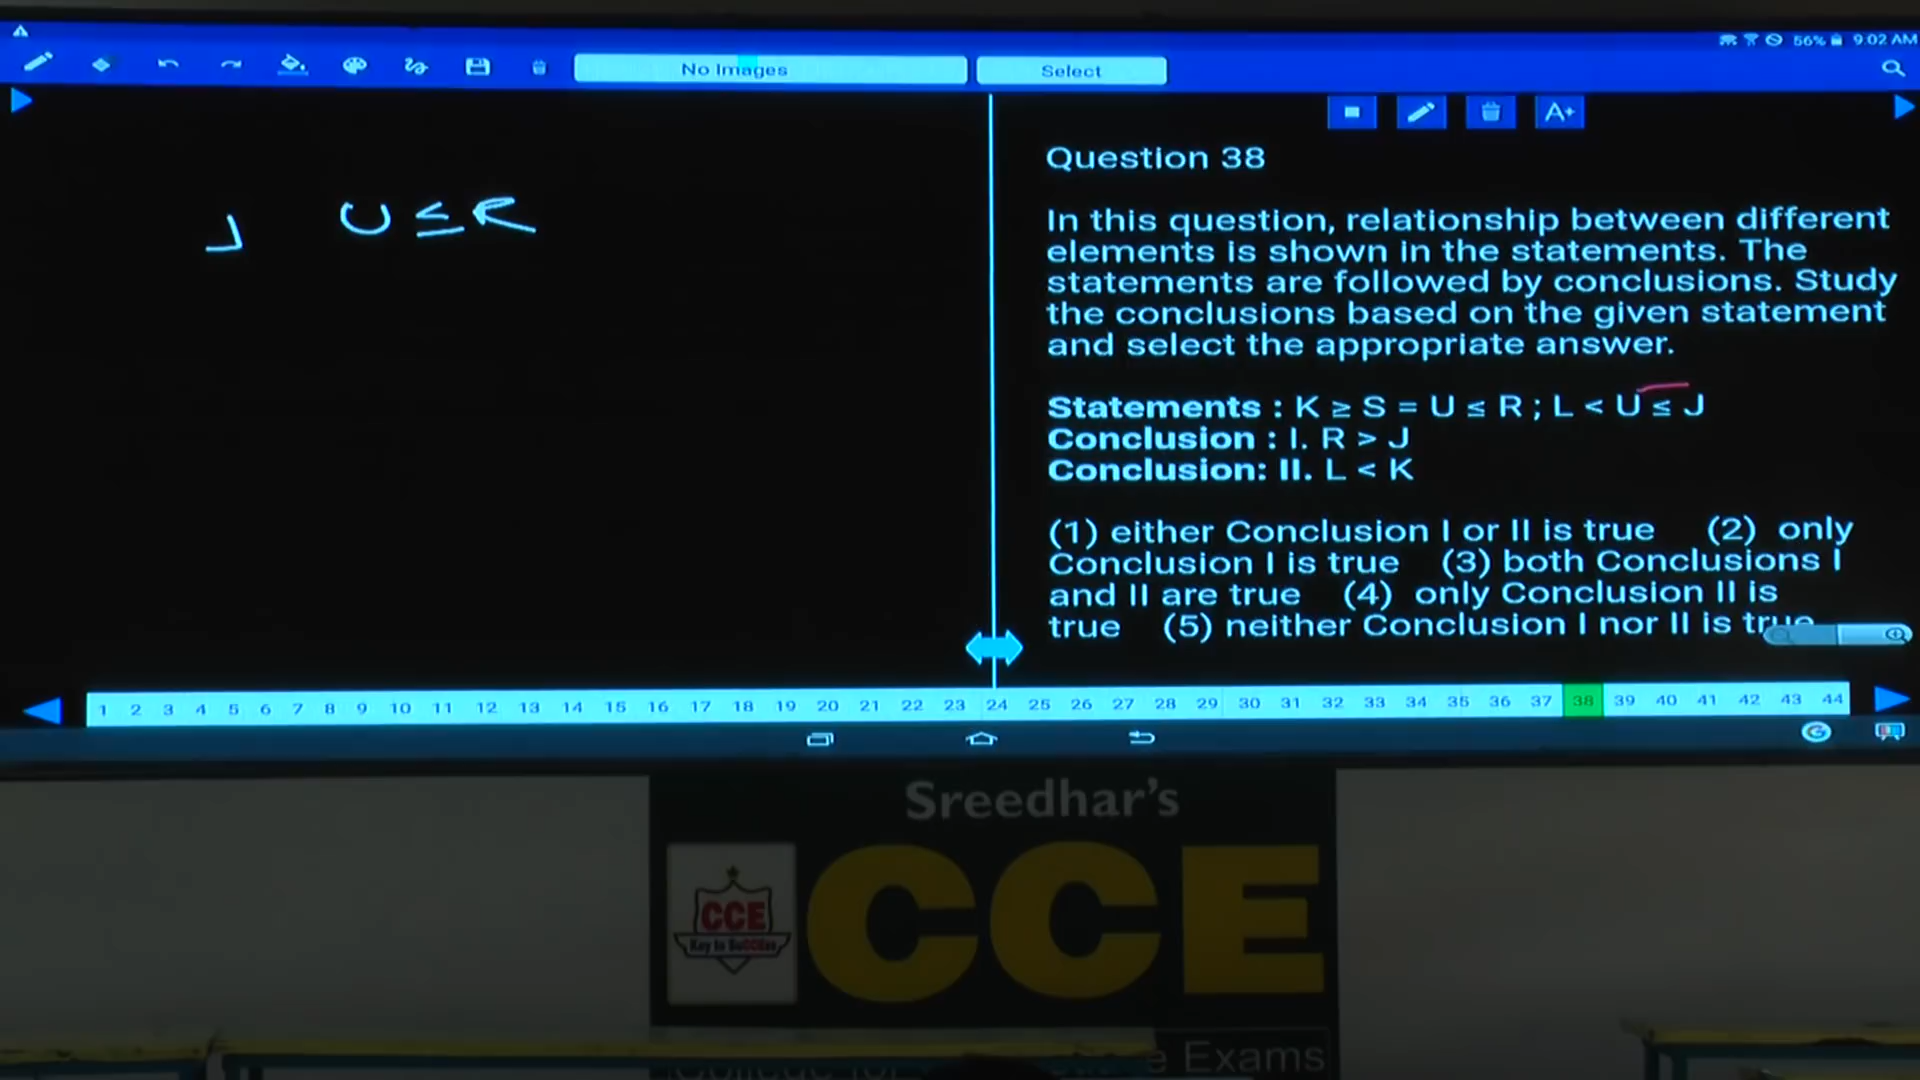 56% 9.02 AM
No Images Select
A+
Question 38
J U ≤ R
In this question, relationship between different
elements is shown in the statements. The
statements are followed by conclusions. Study
the conclusions based on the given statement
and select the appropriate answer.
Statements : K ≥ S = U ≤ R ; L < U ≤ J
Conclusion : I. R > J
Conclusion: II. L < K
(1) either Conclusion I or II is true (2) only
Conclusion I is true (3) both Conclusions I
and II are true (4) only Conclusion II is
true (5) neither Conclusion I nor II is true
1 2 3 4 5 6 7 8 9 10 11 12 13 14 15 16 17 18 19 20 21 22 23 24 25 26 27 28 29 30 31 32 33 34 35 36 37 38 39 40 41 42 43 44
Sreedhar's
CCE
CCE
Key to SuCCEss
College for Exams